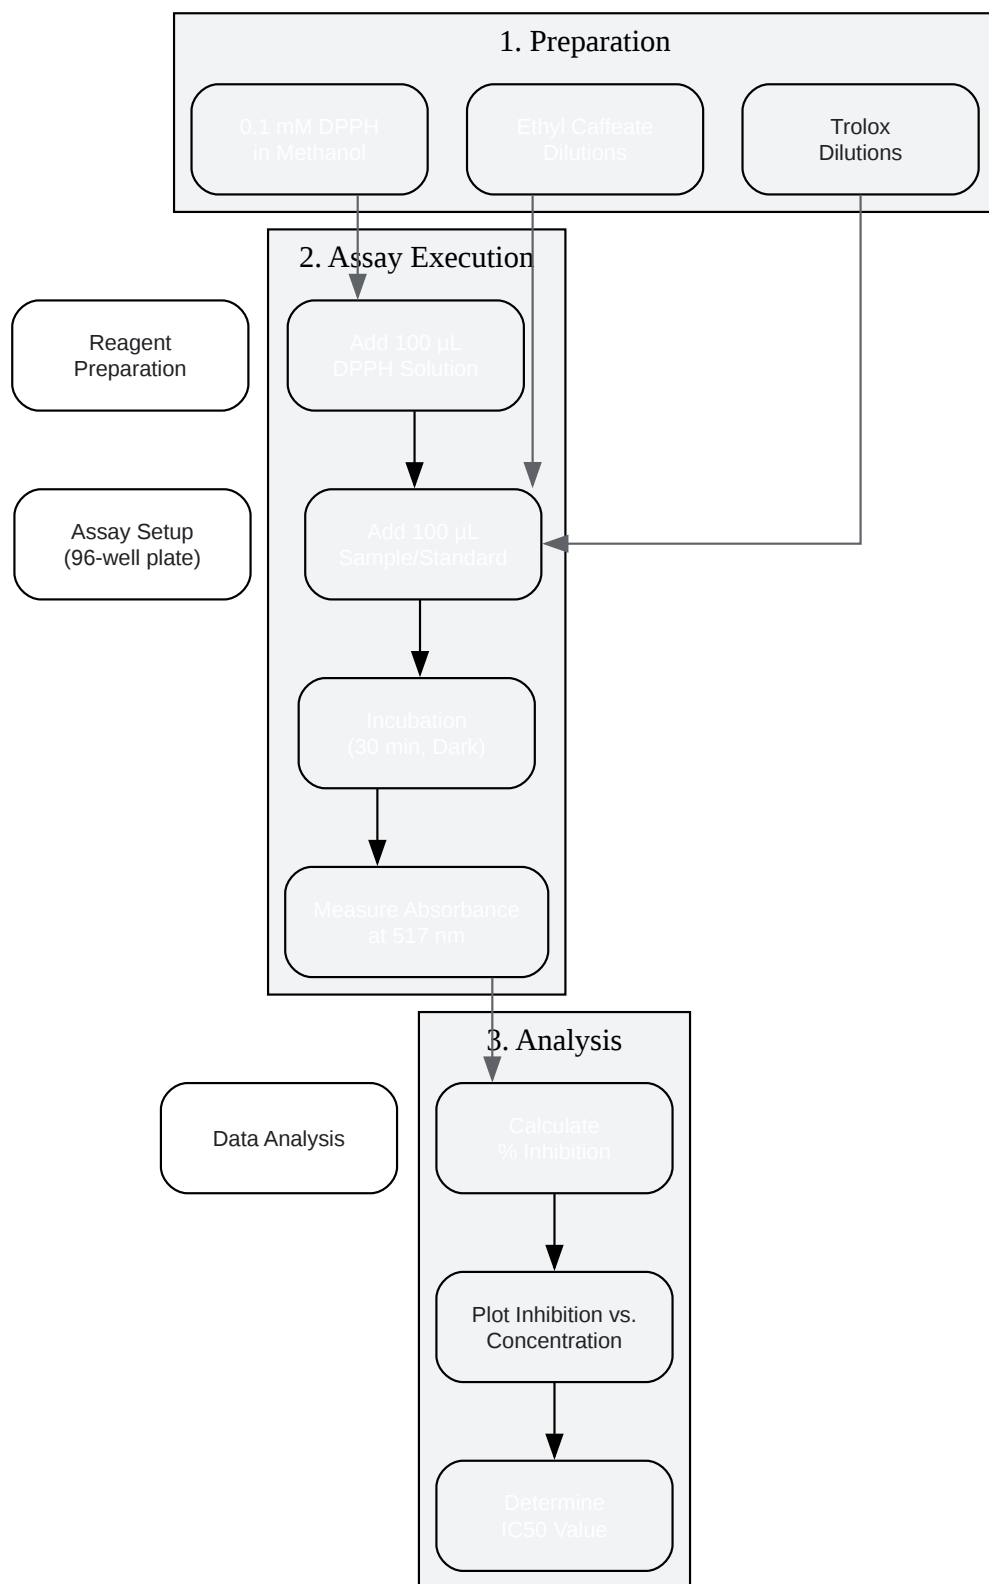 1. Preparation
0.1 mM DPPH
in Methanol
Ethyl Caffeate
Dilutions
Trolox
Dilutions
2. Assay Execution
Reagent
Preparation
Add 100 µL
DPPH Solution
Assay Setup
(96-well plate)
Add 100 µL
Sample/Standard
Incubation
(30 min, Dark)
Measure Absorbance
at 517 nm
3. Analysis
Data Analysis
Calculate
% Inhibition
Plot Inhibition vs.
Concentration
Determine
IC50 Value